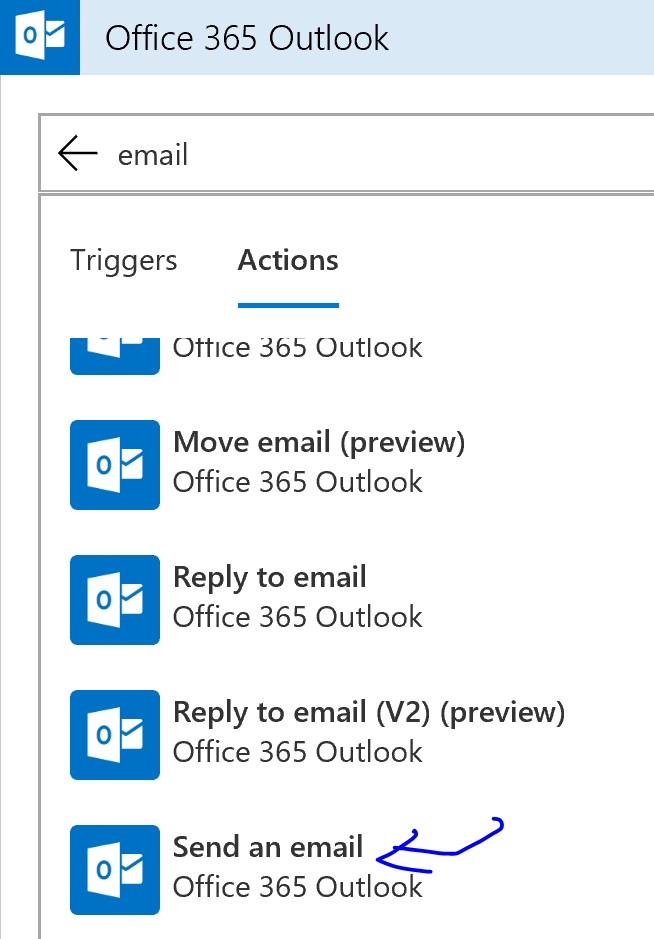 Office 365 Outlook
email
Triggers Actions
Office 365 Outlook
Move email (preview)
Office 365 Outlook
Reply to email
Office 365 Outlook
Reply to email (V2) (preview)
Office 365 Outlook
Send an email
Office 365 Outlook